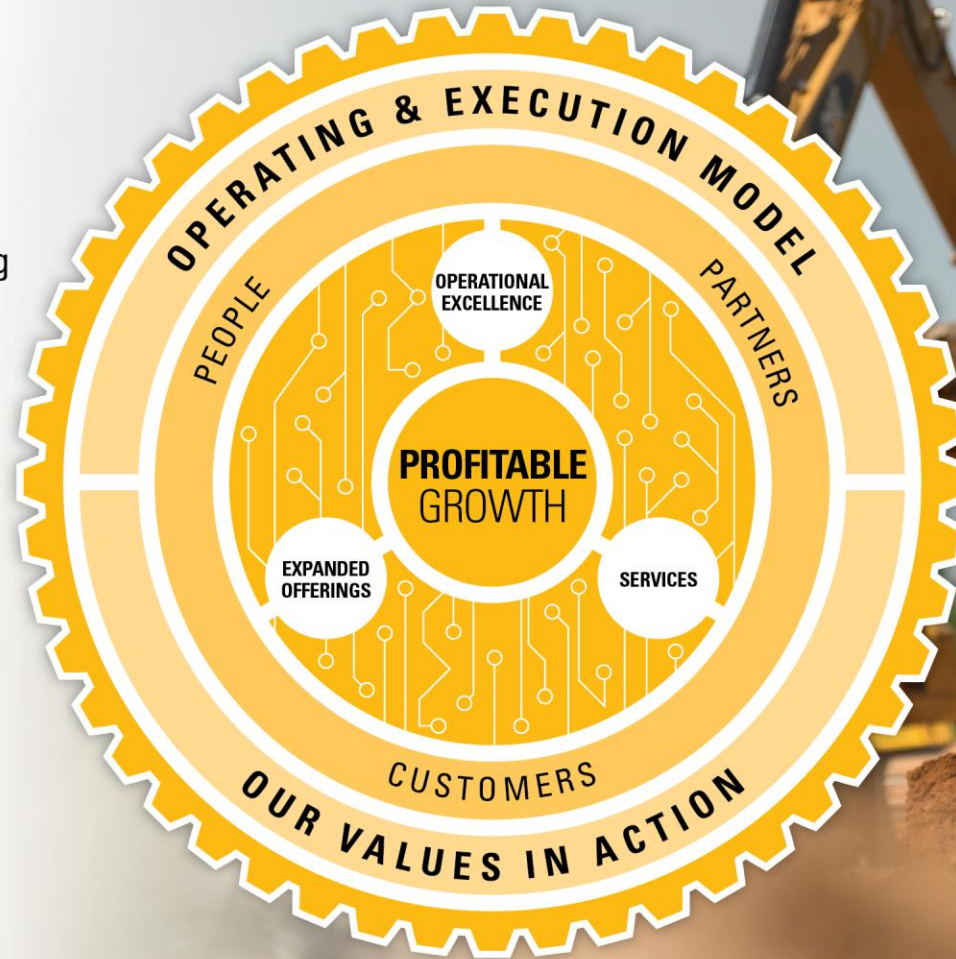 OPERATING & EXECUTION MODEL
PEOPLE
PARTNERS
OPERATIONAL
EXCELLENCE
PROFITABLE
GROWTH
EXPANDED
OFFERINGS
SERVICES
CUSTOMERS
OUR VALUES IN ACTION